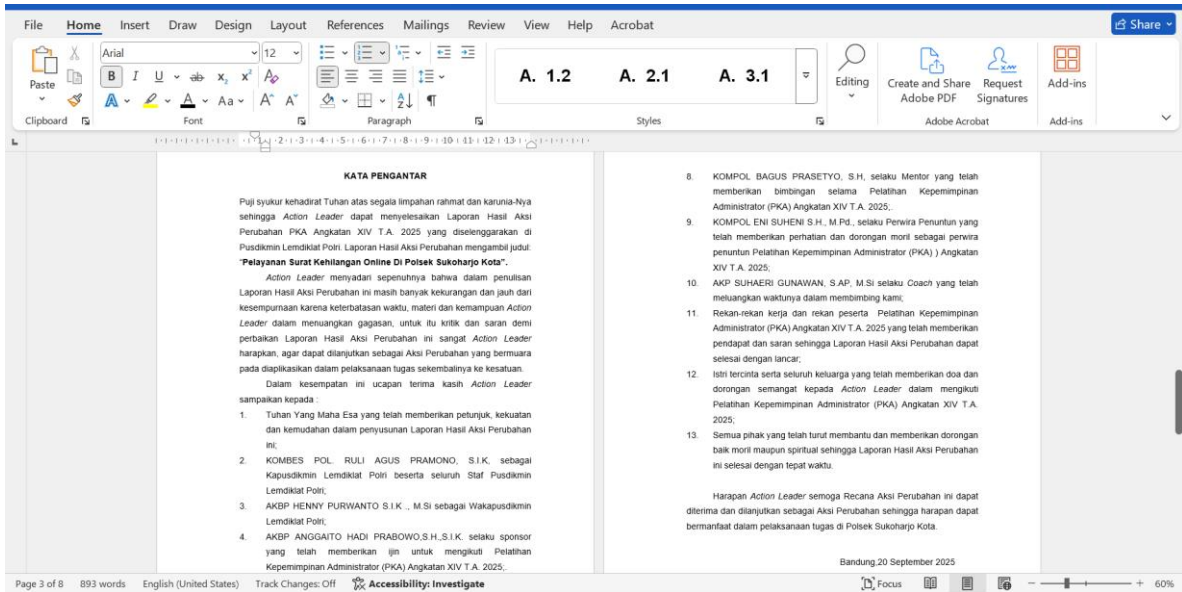 File Home Insert Draw Design Layout References Mailings Review View Help Acrobat
Share
Paste
Clipboard
Arial 12
B I U ab x₂ x²
A A Aa A A
Font
Paragraph
A. 1.2 A. 2.1 A. 3.1
Styles
Editing
Create and Share Adobe PDF
Request Signatures
Adobe Acrobat
Add-ins
Add-ins
1 2 3 4 5 6 7 8 9 10 11 12 13
KATA PENGANTAR
Puji syukur kehadirat Tuhan atas segala limpahan rahmat dan karunia-Nya
sehingga Action Leader dapat menyelesaikan Laporan Hasil Aksi
Perubahan PKA Angkatan XIV T.A. 2025 yang diselenggarakan di
Pusdikmin Lemdiklat Polri. Laporan Hasil Aksi Perubahan mengambil judul:
“Pelayanan Surat Kehilangan Online Di Polsek Sukoharjo Kota”.
Action Leader menyadari sepenuhnya bahwa dalam penulisan
Laporan Hasil Aksi Perubahan ini masih banyak kekurangan dan jauh dari
kesempurnaan karena keterbatasan waktu, materi dan kemampuan Action
Leader dalam menuangkan gagasan, untuk itu kritik dan saran demi
perbaikan Laporan Hasil Aksi Perubahan ini sangat Action Leader
harapkan, agar dapat dilanjutkan sebagai Aksi Perubahan yang bermuara
pada diaplikasikan dalam pelaksanaan tugas sekembalinya ke kesatuan.
Dalam kesempatan ini ucapan terima kasih Action Leader
sampaikan kepada :
1. Tuhan Yang Maha Esa yang telah memberikan petunjuk, kekuatan
dan kemudahan dalam penyusunan Laporan Hasil Aksi Perubahan
ini;
2. KOMBES POL. RULI AGUS PRAMONO, S.I.K, sebagai
Kapusdikmin Lemdiklat Polri beserta seluruh Staf Pusdikmin
Lemdiklat Polri;
3. AKBP HENNY PURWANTO S.I.K ., M.Si sebagai Wakapusdikmin
Lemdiklat Polri;
4. AKBP ANGGAITO HADI PRABOWO,S.H.,S.I.K. selaku sponsor
yang telah memberikan ijin untuk mengikuti Pelatihan
Kepemimpinan Administrator (PKA) Angkatan XIV T.A. 2025;.
8. KOMPOL BAGUS PRASETYO, S.H, selaku Mentor yang telah
memberikan bimbingan selama Pelatihan Kepemimpinan
Administrator (PKA) Angkatan XIV T.A. 2025;.
9. KOMPOL ENI SUHENI S.H., M.Pd., selaku Perwira Penuntun yang
telah memberikan perhatian dan dorongan moril sebagai perwira
penuntun Pelatihan Kepemimpinan Administrator (PKA) ) Angkatan
XIV T.A. 2025;
10. AKP SUHAERI GUNAWAN, S.AP, M.Si selaku Coach yang telah
meluangkan waktunya dalam membimbing kami;
11. Rekan-rekan kerja dan rekan peserta Pelatihan Kepemimpinan
Administrator (PKA) Angkatan XIV T.A. 2025 yang telah memberikan
pendapat dan saran sehingga Laporan Hasil Aksi Perubahan dapat
selesai dengan lancar;
12. Istri tercinta serta seluruh keluarga yang telah memberikan doa dan
dorongan semangat kepada Action Leader dalam mengikuti
Pelatihan Kepemimpinan Administrator (PKA) Angkatan XIV T.A.
2025;
13. Semua pihak yang telah turut membantu dan memberikan dorongan
baik moril maupun spiritual sehingga Laporan Hasil Aksi Perubahan
ini selesai dengan tepat waktu.
Harapan Action Leader semoga Recana Aksi Perubahan ini dapat
diterima dan dilanjutkan sebagai Aksi Perubahan sehingga harapan dapat
bermanfaat dalam pelaksanaan tugas di Polsek Sukoharjo Kota.
Bandung,20 September 2025
Page 3 of 8 893 words English (United States) Track Changes: Off Accessibility: Investigate Focus 60%